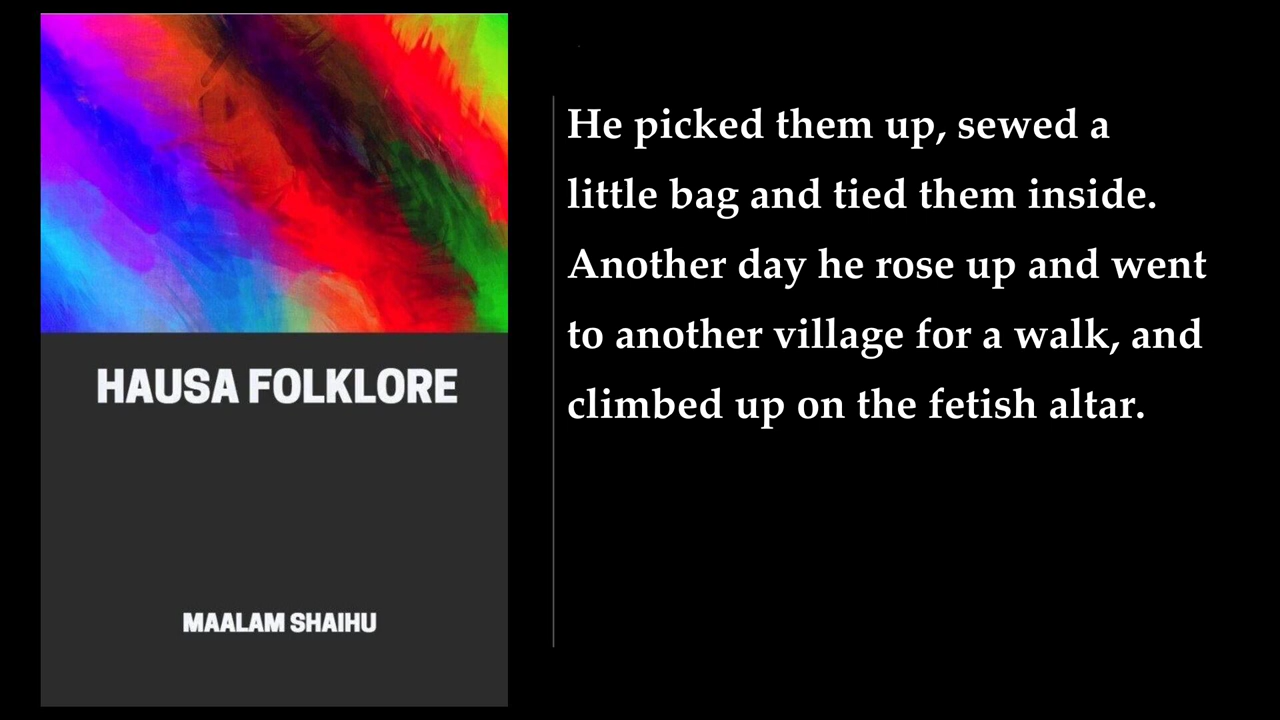 HAUSA FOLKLORE
MAALAM SHAIHU
He picked them up, sewed a
little bag and tied them inside.
Another day he rose up and went
to another village for a walk, and
climbed up on the fetish altar.